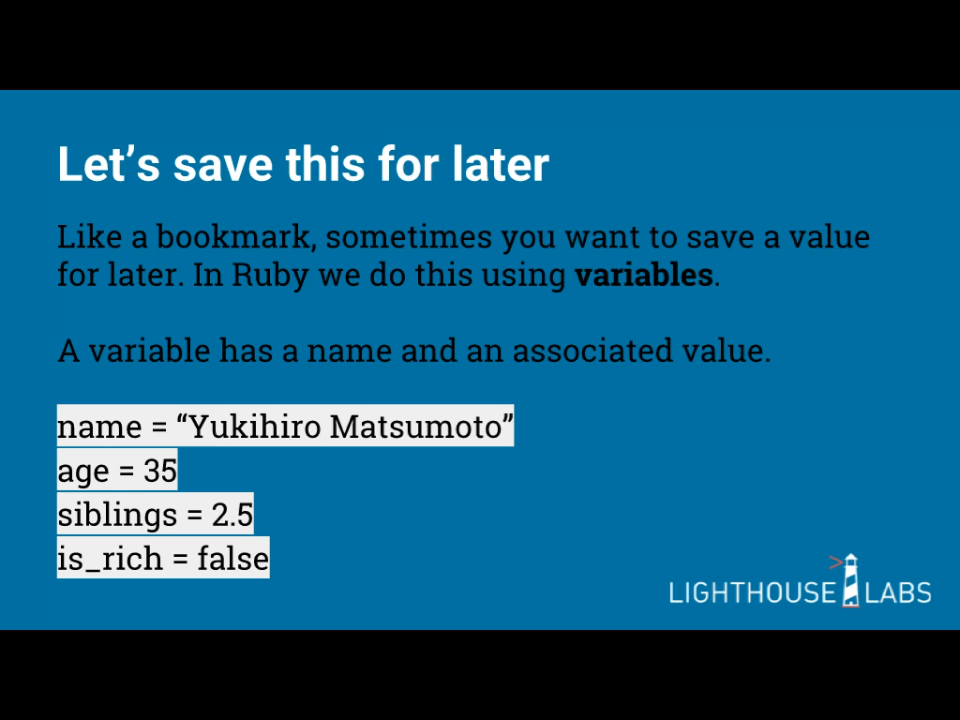 Let’s save this for later
Like a bookmark, sometimes you want to save a value
for later. In Ruby we do this using variables.
A variable has a name and an associated value.
name = “Yukihiro Matsumoto”
age = 35
siblings = 2.5
is_rich = false
LIGHTHOUSE LABS